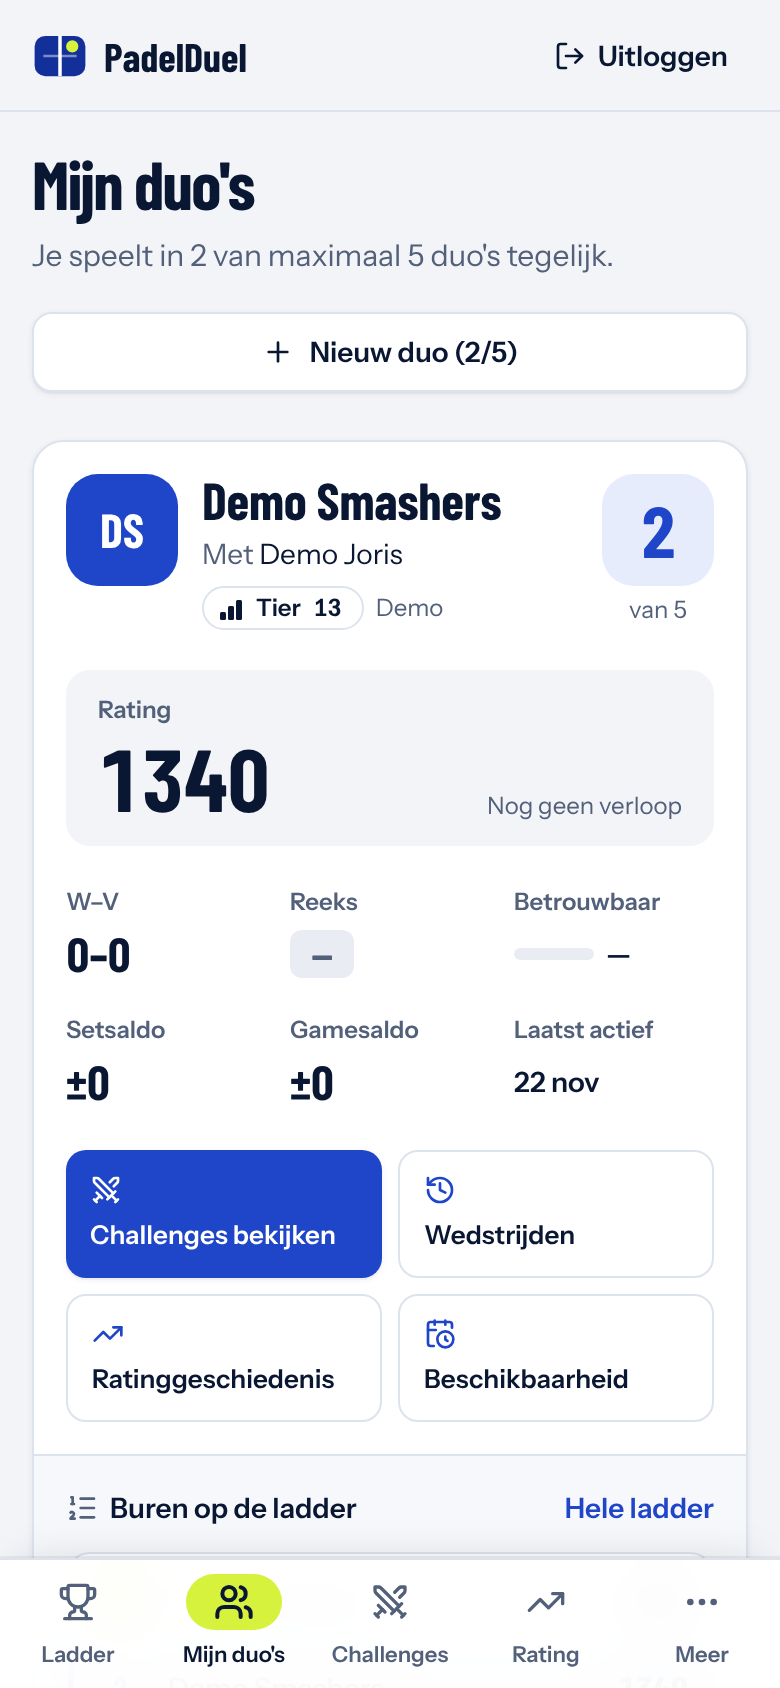 PadelDuel
Uitloggen
Mijn duo's
Je speelt in 2 van maximaal 5 duo's tegelijk.
Nieuw duo (2/5)
DS
Demo Smashers
Met Demo Joris
Tier 13
Demo
2
van 5
Rating
1340
Nog geen verloop
W–V
0–0
Reeks
–
Betrouwbaar
—
Setsaldo
±0
Gamesaldo
±0
Laatst actief
22 nov
Challenges bekijken
Wedstrijden
Ratinggeschiedenis
Beschikbaarheid
Buren op de ladder
Hele ladder
Ladder
Mijn duo's
Challenges
Rating
Meer